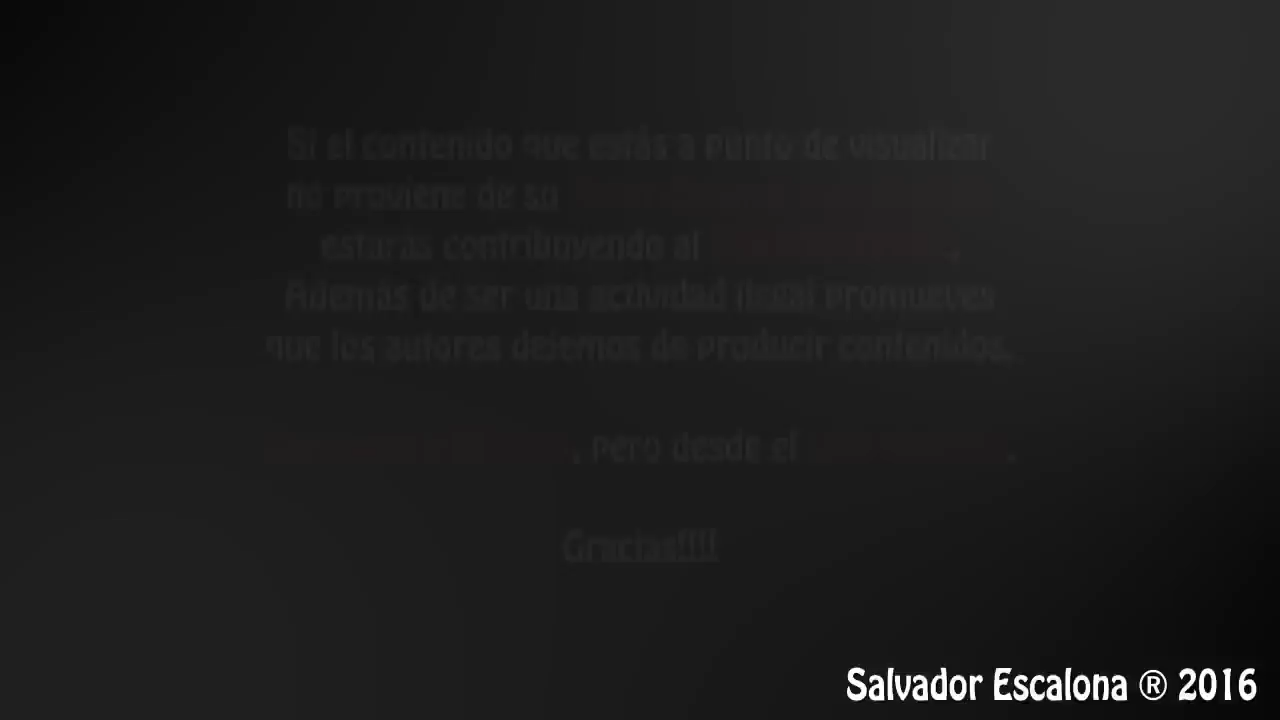 Si el contenido que estás a punto de visualizar
no proviene de su
estarás contribuyendo al .
Además de ser una actividad ilegal promueves
que los autores dejemos de producir contenidos.
, pero desde el .
Gracias!!!!
Salvador Escalona ® 2016